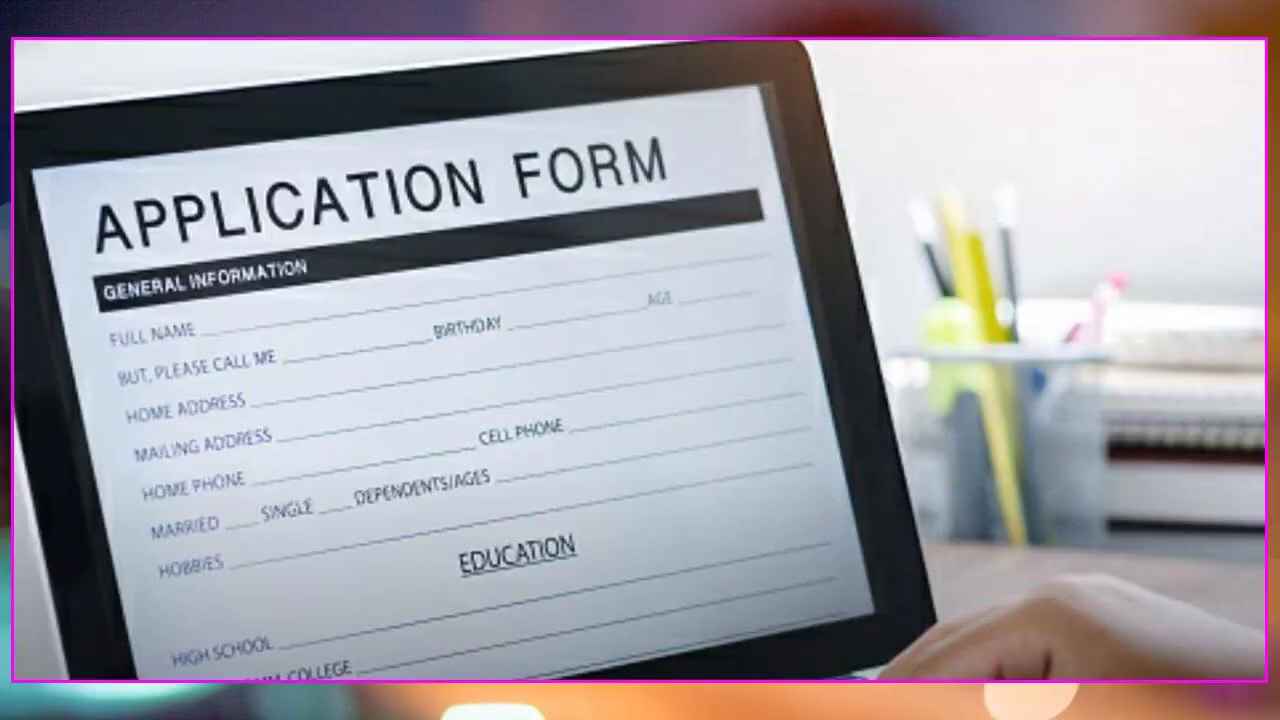 APPLICATION FORM
GENERAL INFORMATION
FULL NAME
BUT, PLEASE CALL ME BIRTHDAY AGE
HOME ADDRESS
MAILING ADDRESS
HOME PHONE CELL PHONE
MARRIED SINGLE DEPENDENTS/AGES
HOBBIES
EDUCATION
HIGH SCHOOL
COLLEGE